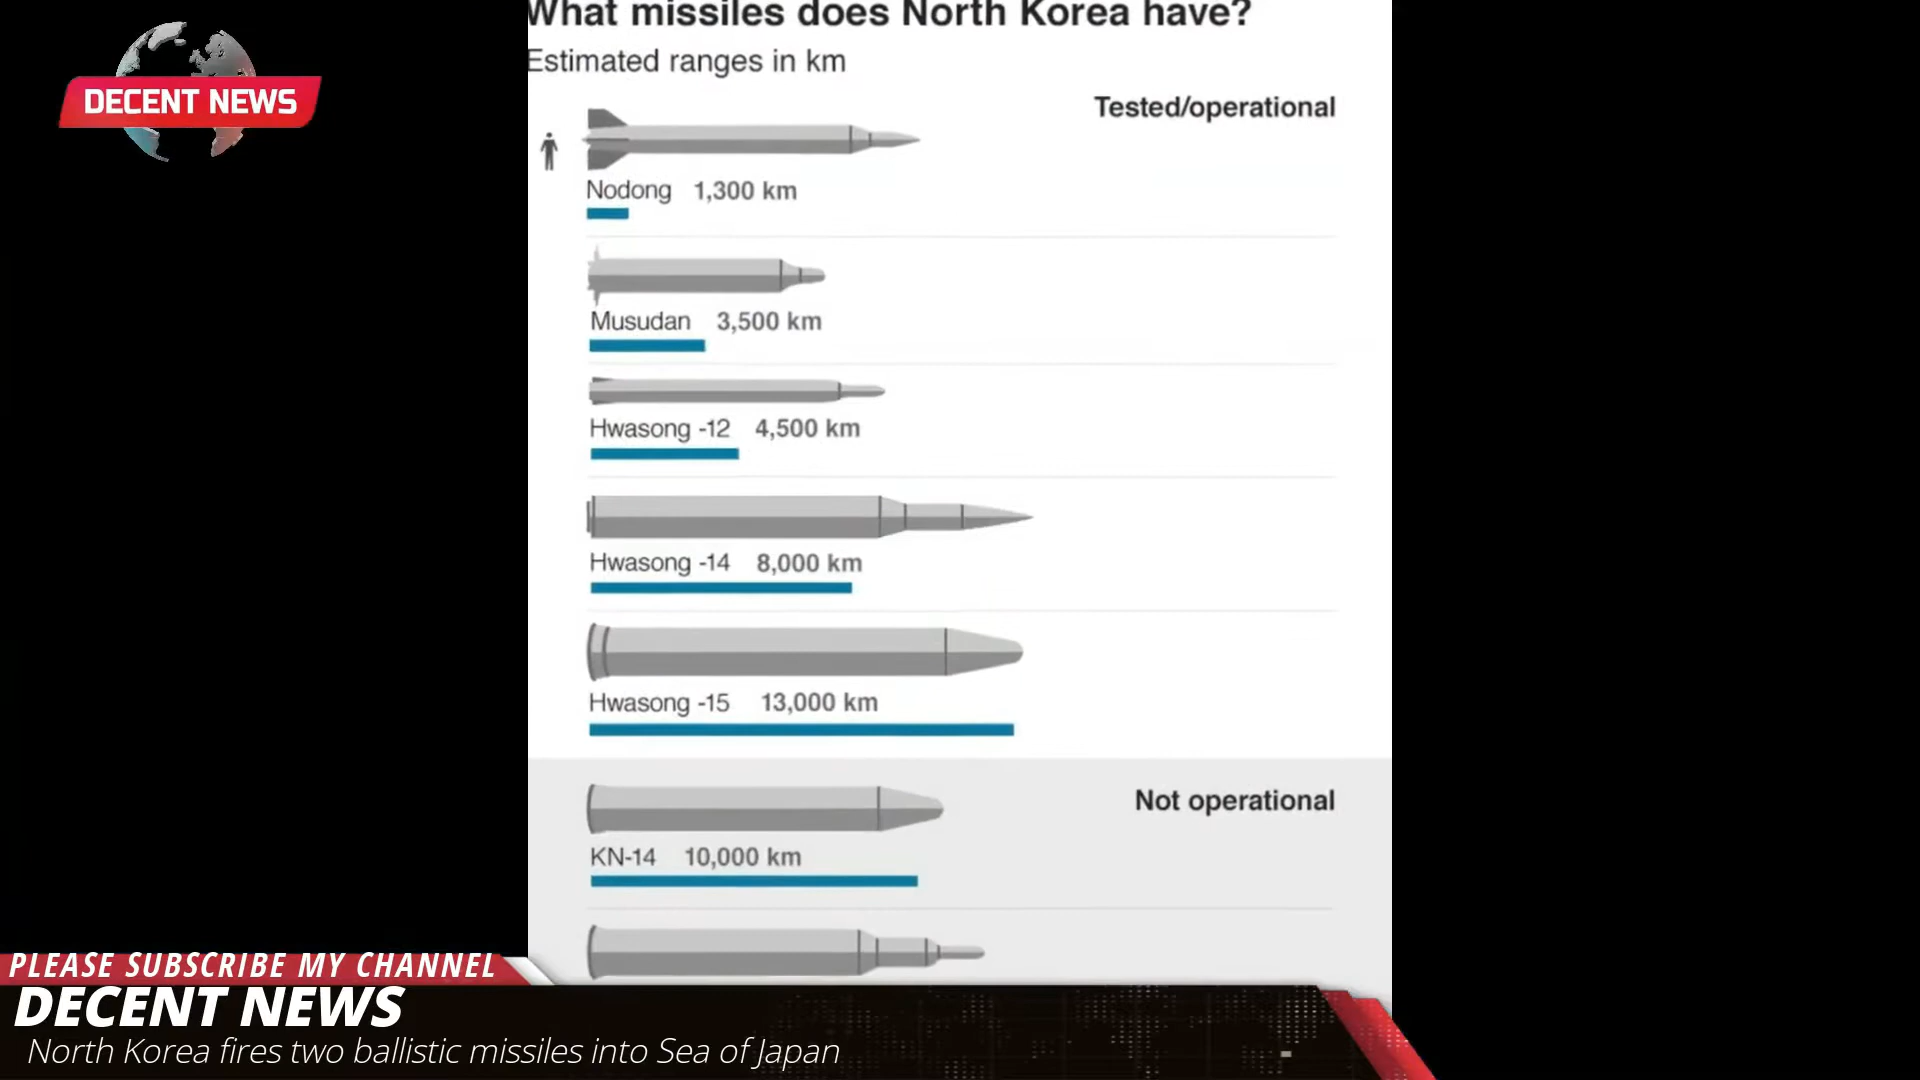 What missiles does North Korea have?
Estimated ranges in km
DECENT NEWS
Tested/operational
Nodong 1,300 km
Musudan 3,500 km
Hwasong -12 4,500 km
Hwasong -14 8,000 km
Hwasong -15 13,000 km
Not operational
KN-14 10,000 km
PLEASE SUBSCRIBE MY CHANNEL
DECENT NEWS
North Korea fires two ballistic missiles into Sea of Japan